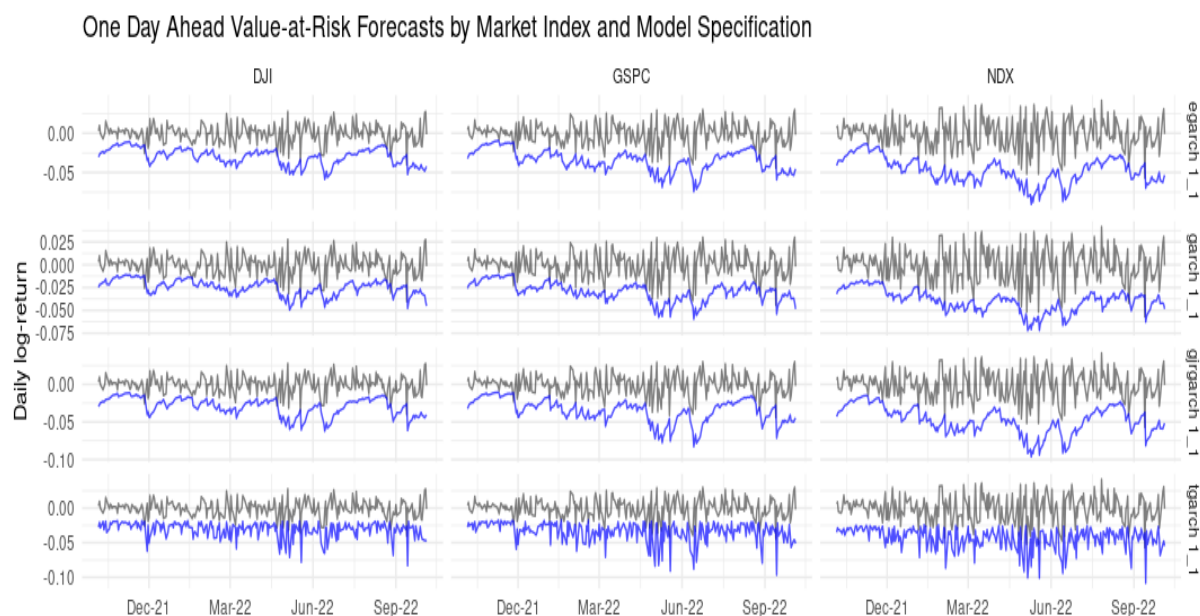 One Day Ahead Value-at-Risk Forecasts by Market Index and Model Specification
DJI GSPC NDX
Daily log-return
0.00
-0.05
egarch 1_1
0.025
0.000
-0.025
-0.050
-0.075
garch 1_1
0.00
-0.05
-0.10
gjrgarch 1_1
0.00
-0.05
-0.10
tgarch 1_1
Dec-21 Mar-22 Jun-22 Sep-22 Dec-21 Mar-22 Jun-22 Sep-22 Dec-21 Mar-22 Jun-22 Sep-22